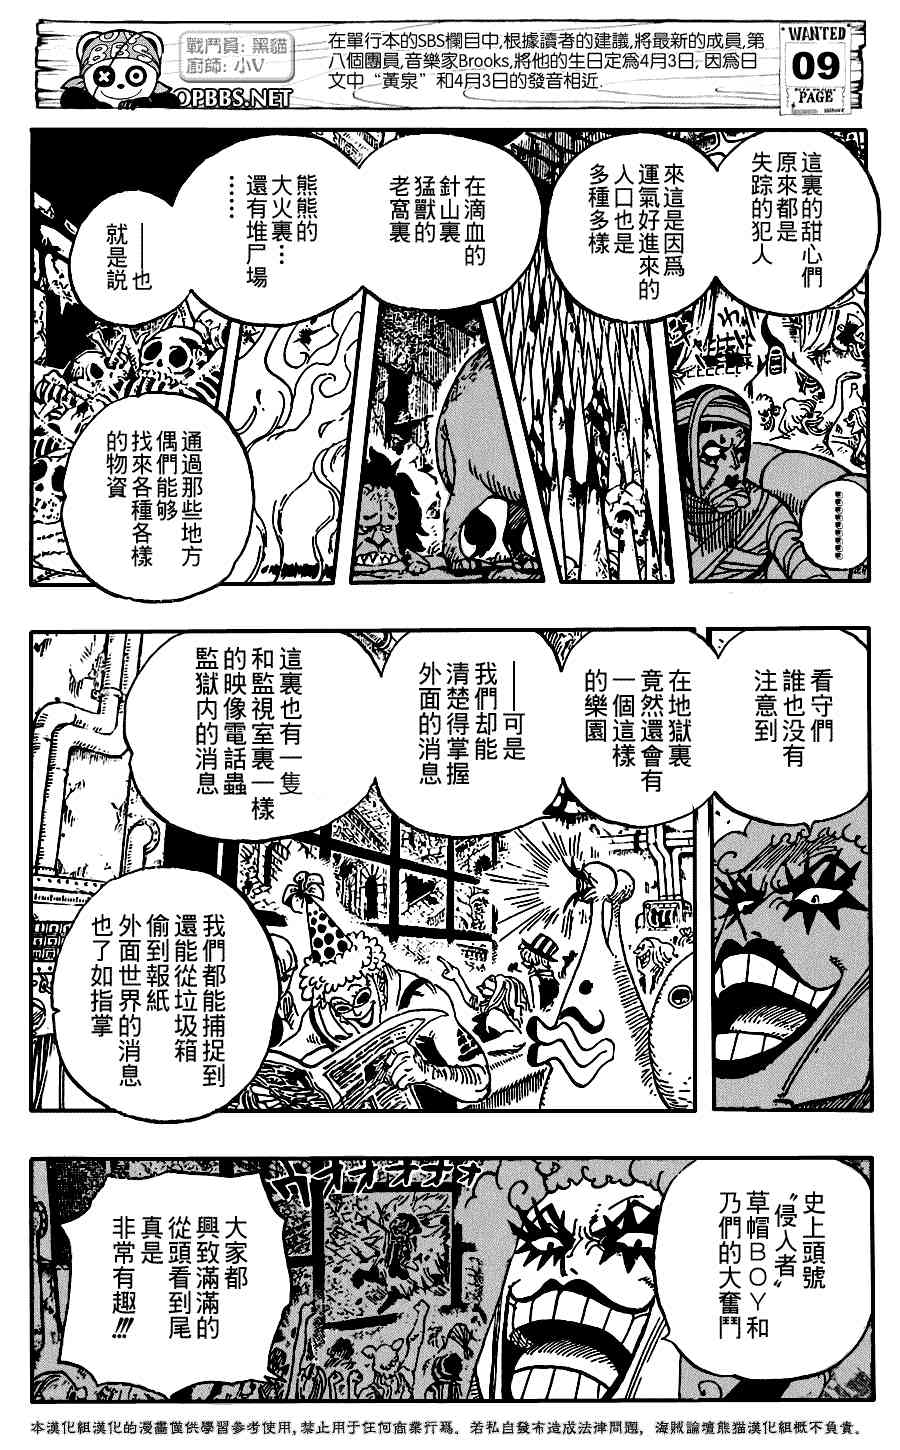 戰鬥員: 黑貓
廚師: 小V
OPBBS.NET
在單行本的SBS欄目中,根據讀者的建議,將最新的成員,第
八個團員,音樂家Brooks,將他的生日定為4月3日, 因為日
文中“黃泉”和4月3日的發音相近.
WANTED
09
PAGE
這裏的甜心們
原來都是
失踪的犯人
來這是因爲
運氣好進來的
人口也是
多種多樣
在滴血的
針山裏
猛獸的
老窩裏
熊熊的
大火裏…
還有堆尸場
……
——也
就是説
通過那些地方
偶們能够
找來各種各樣
的物資
看守們
誰也没有
注意到
在地獄裏
竟然還會有
一個這樣
的樂園
——可是
我們却能
清楚得掌握
外面的消息
這裏也有一隻
和監視室裏一樣
的映像電話蟲
監獄内的消息
我們都能捕捉到
還能從垃圾箱
偷到報紙
外面世界的消息
也了如指掌
史上頭號
“侵入者”
草帽BOY和
乃們的大奮鬥
ワオオオオオ
大家都
興致滿滿的
從頭看到尾
真是
非常有趣!!!
本漢化組漢化的漫畫僅供學習參考使用, 禁止用于任何商業行爲。若私自發布造成法律問題, 海賊論壇熊猫漢化組概不負責。